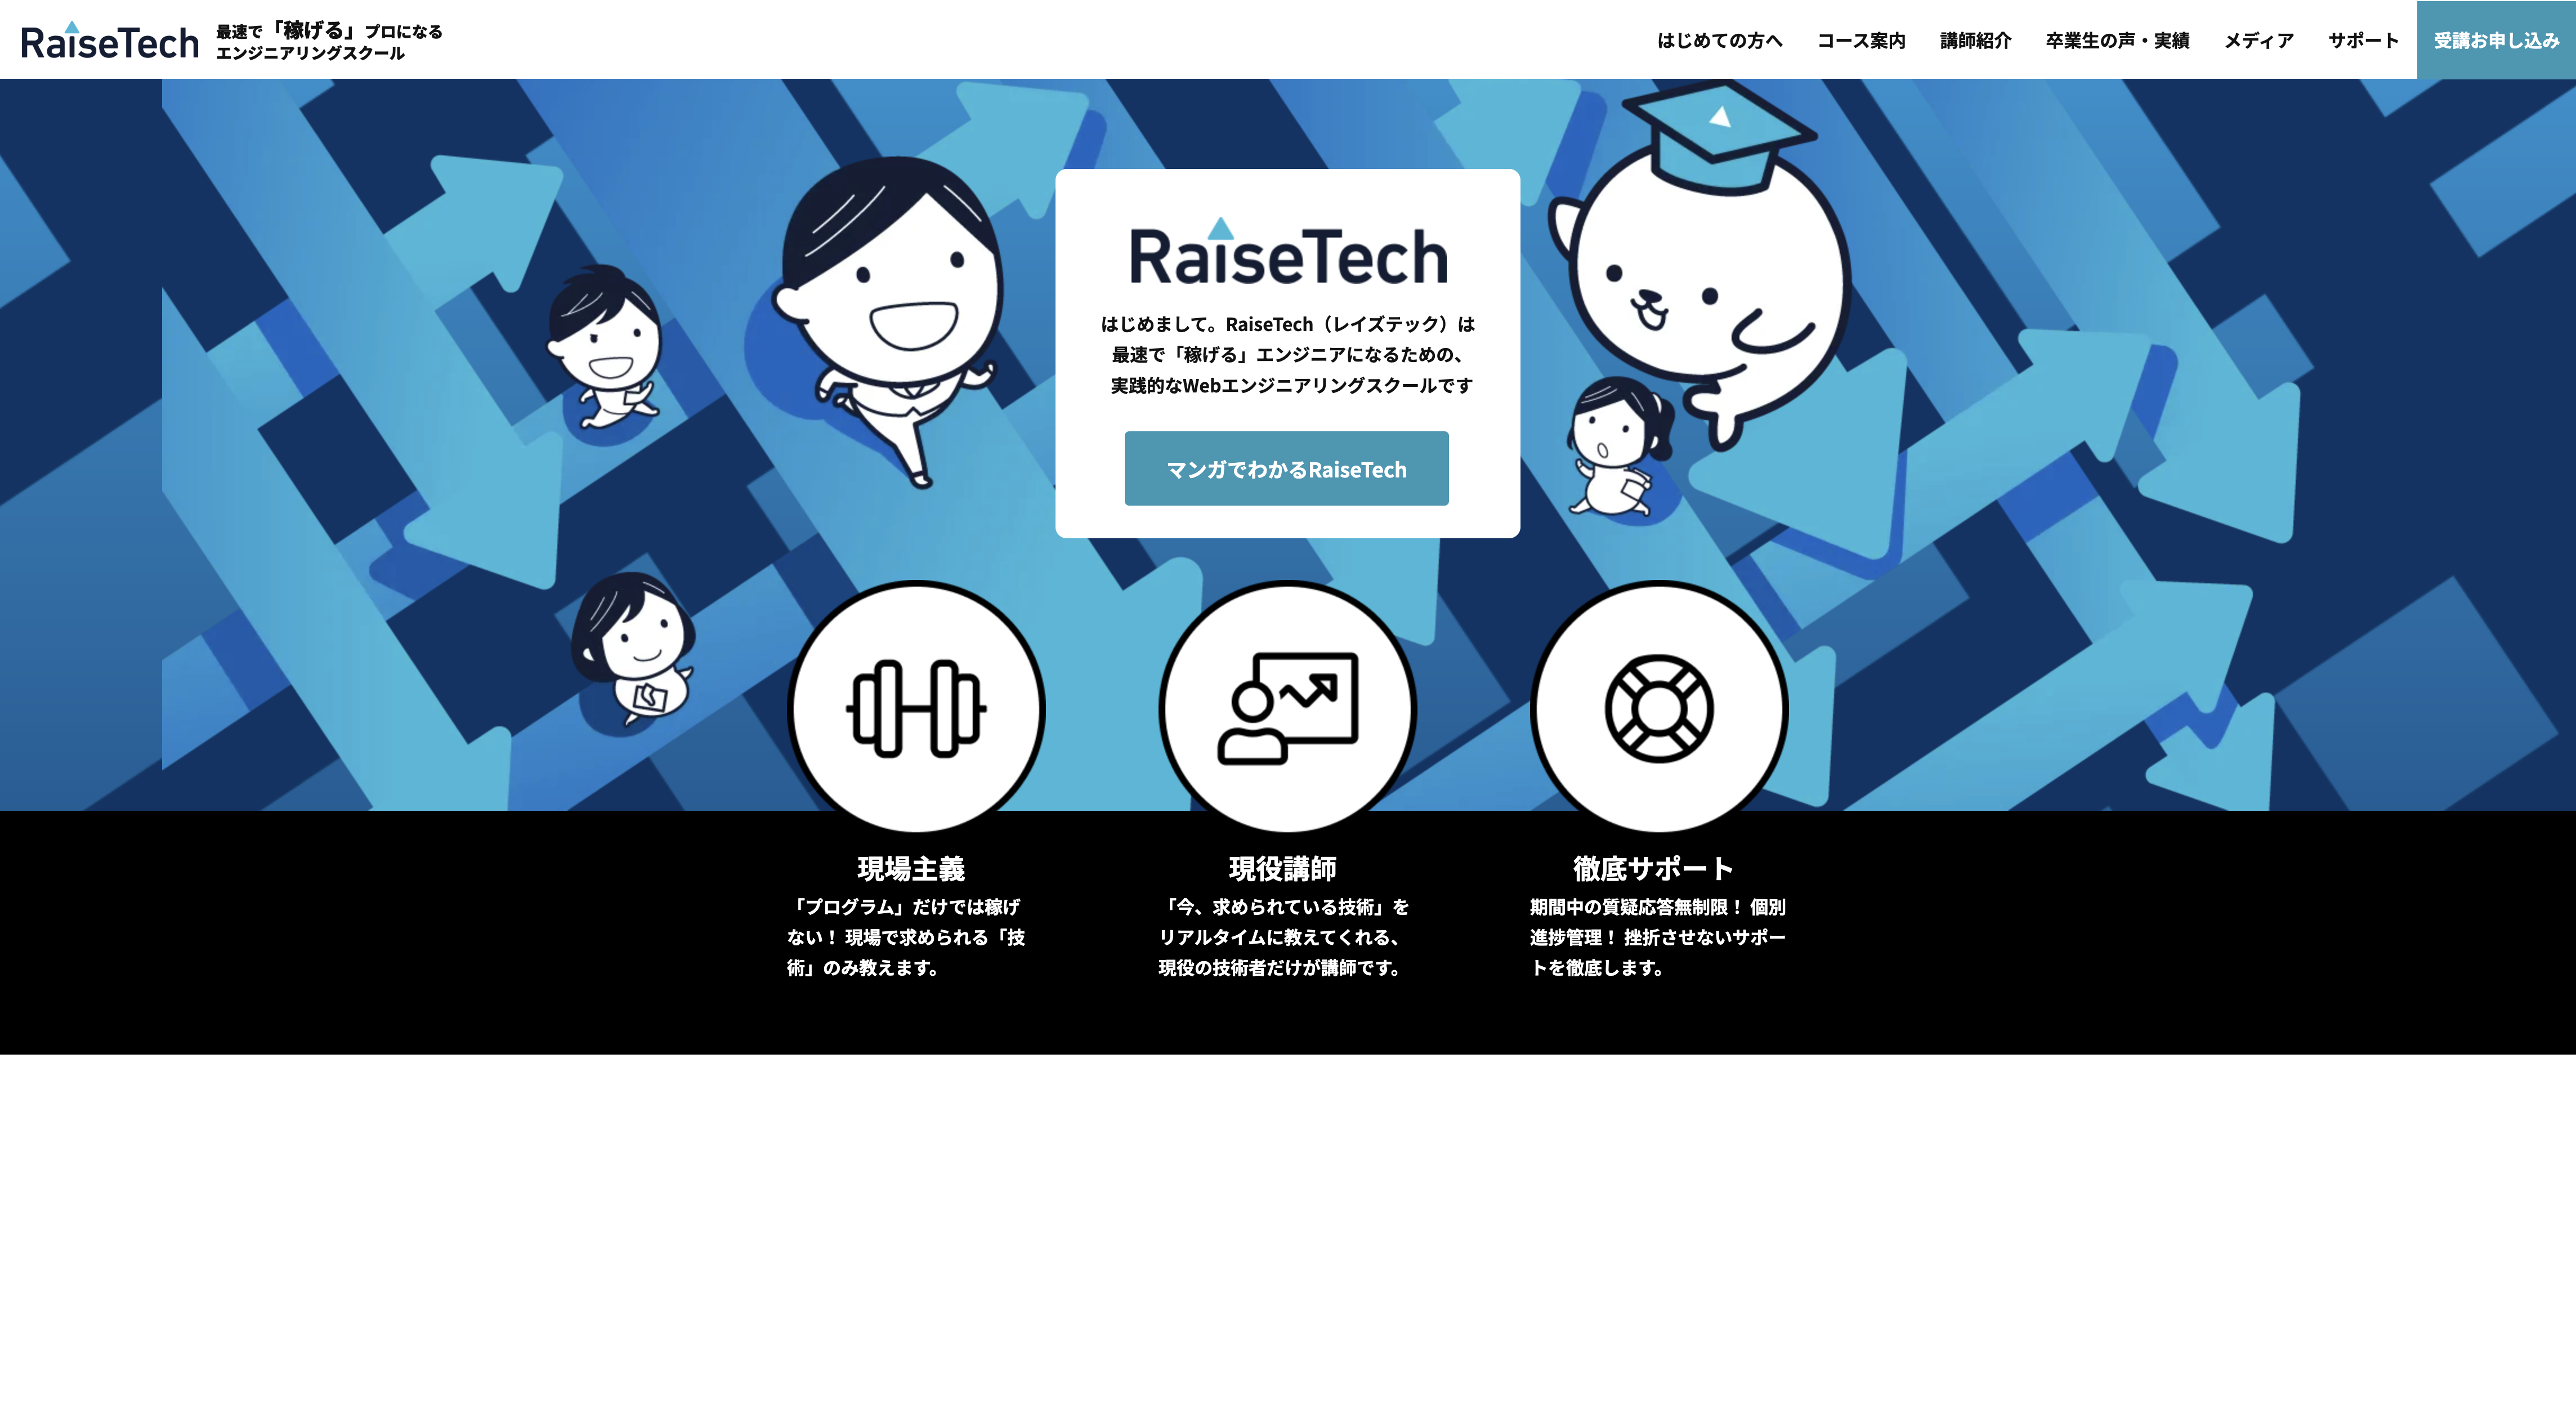 RaiseTech
最速で「稼げる」プロになる
エンジニアリングスクール
はじめての方へ
コース案内
講師紹介
卒業生の声・実績
メディア
サポート
受講お申し込み
RaiseTech
はじめまして。RaiseTech（レイズテック）は
最速で「稼げる」エンジニアになるための、
実践的なWebエンジニアリングスクールです
マンガでわかるRaiseTech
現場主義
「プログラム」だけでは稼げ
ない！ 現場で求められる「技
術」のみ教えます。
現役講師
「今、求められている技術」を
リアルタイムに教えてくれる、
現役の技術者だけが講師です。
徹底サポート
期間中の質疑応答無制限！ 個別
進捗管理！ 挫折させないサポー
トを徹底します。